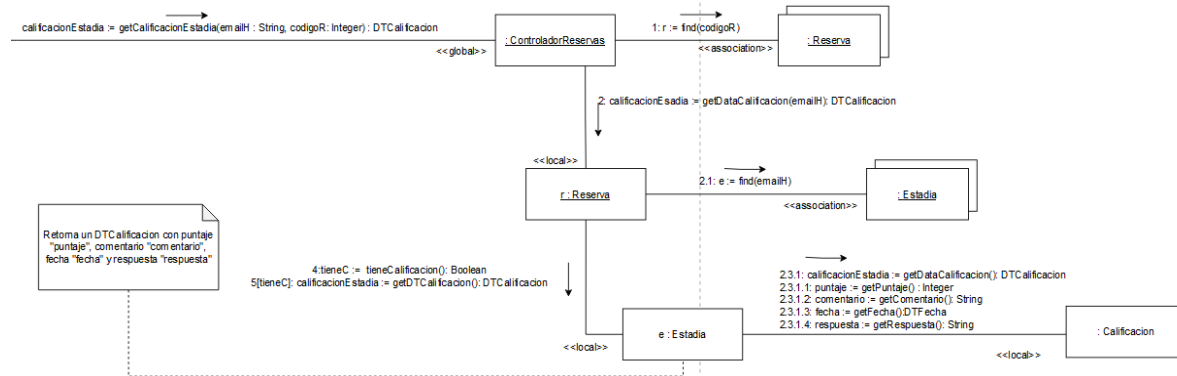 calificacionEstadia := getCalificacionEstadia(emailH : String, codigoR: Integer) : DTCalificacion
<<global>>
: ControladorReservas
1: r := find(codigoR)
<<association>>
: Reserva
2: calificacionEsadia := getDataCalificacion(emailH): DTCalificacion
<<local>>
r : Reserva
2.1: e := find(emailH)
<<association>>
: Estadia
Retorna un DTCalificacion con puntaje
"puntaje", comentario "comentario",
fecha "fecha" y respuesta "respuesta"
4:tieneC := tieneCalificacion(): Boolean
5[tieneC]: calificacionEstadia := getDTCalificacion(): DTCalificacion
<<local>>
e : Estadia
2.3.1: calificacionEstadia := getDataCalificacion(): DTCalificacion
2.3.1.1: puntaje := getPuntaje() : Integer
2.3.1.2: comentario := getComentario(): String
2.3.1.3: fecha := getFecha():DTFecha
2.3.1.4: respuesta := getRespuesta(): String
<<local>>
: Calificacion